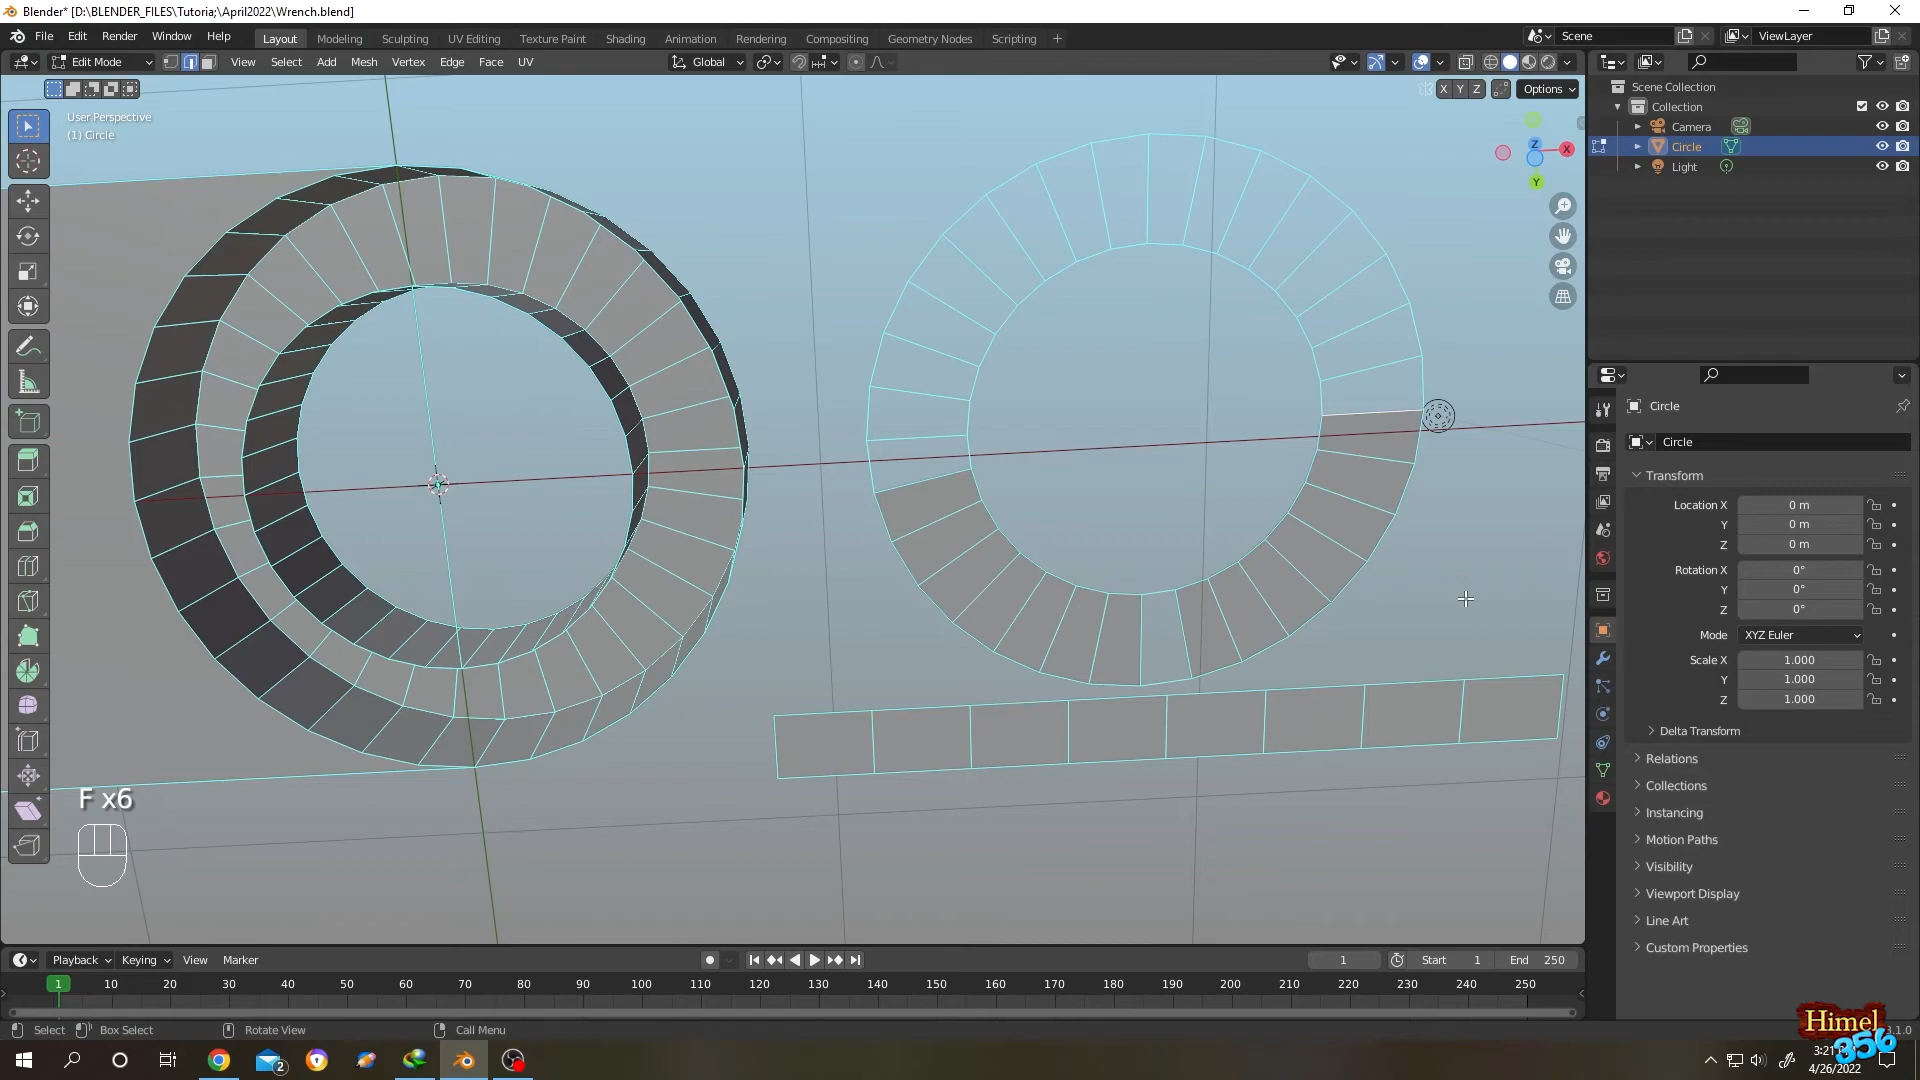 Blender* [D:\BLENDER_FILES\Tutoria;\April2022\Wrench.blend]
File Edit Render Window Help Layout Modeling Sculpting UV Editing Texture Paint Shading Animation Rendering Compositing Geometry Nodes Scripting + Scene ViewLayer
Edit Mode View Select Add Mesh Vertex Edge Face UV Global
X Y Z Options
User Perspective
(1) Circle
Z X Y
Scene Collection
Collection
Camera
Circle
Light
Circle
Circle
Transform
Location X 0 m
Y 0 m
Z 0 m
Rotation X 0°
Y 0°
Z 0°
Mode XYZ Euler
Scale X 1.000
Y 1.000
Z 1.000
Delta Transform
Relations
Collections
Instancing
Motion Paths
Visibility
Viewport Display
Line Art
Custom Properties
F x6
Playback Keying View Marker 1 Start 1 End 250
1 10 20 30 40 50 60 70 80 90 100 110 120 130 140 150 160 170 180 190 200 210 220 230 240 250
Select Box Select Rotate View Call Menu
Himel
356
2
4/26/2022